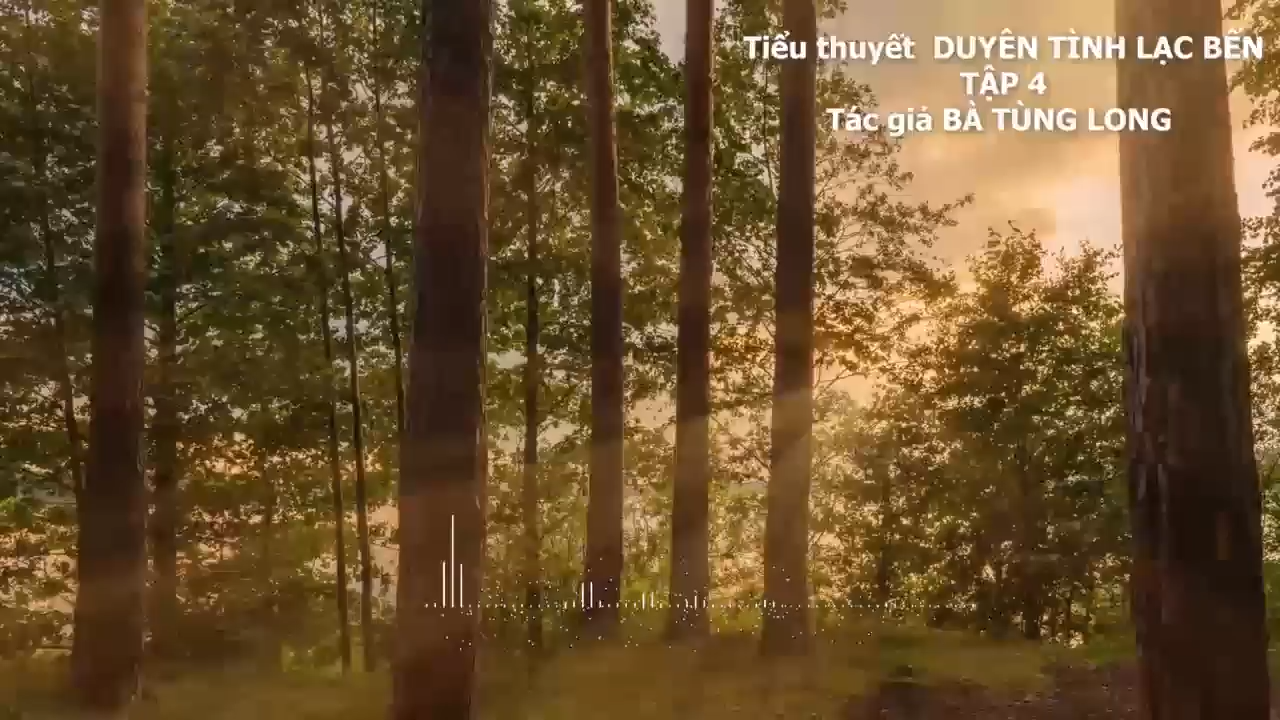 Tiểu thuyết DUYÊN TÌNH LẠC BẾN
TẬP 4
Tác giả BÀ TÙNG LONG